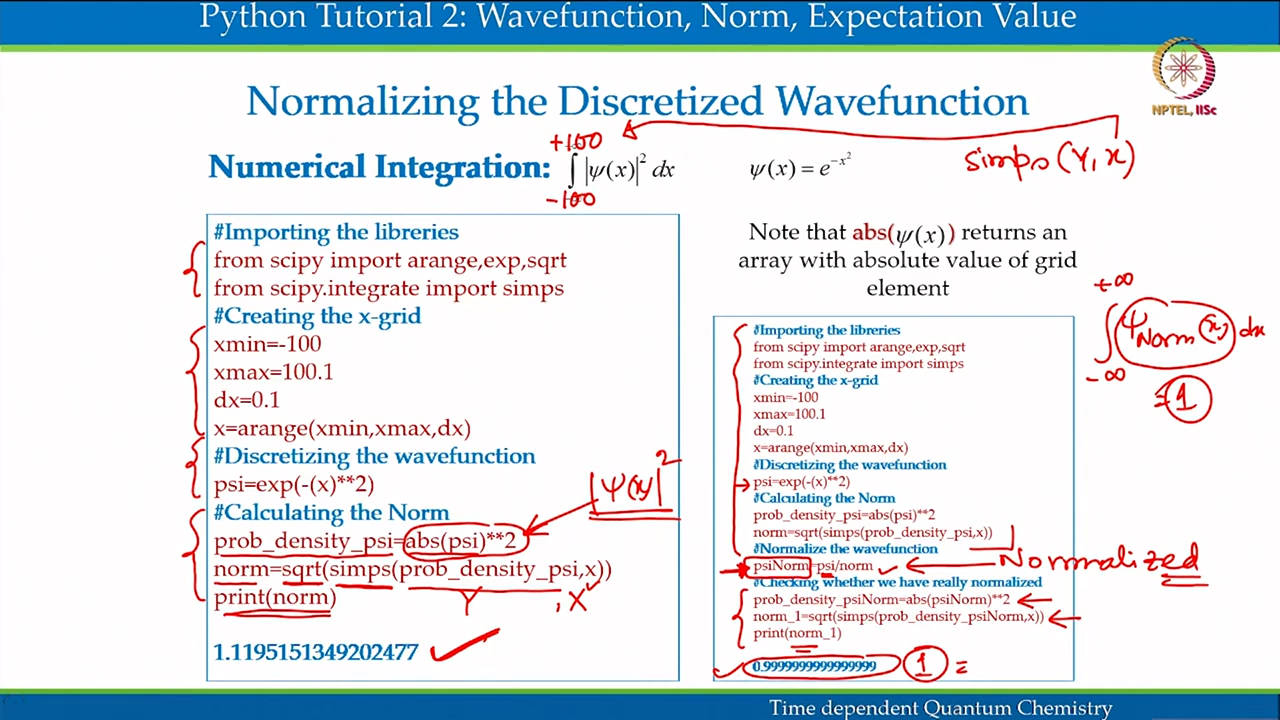 Python Tutorial 2: Wavefunction, Norm, Expectation Value
NPTEL, IISc
Normalizing the Discretized Wavefunction
+100
Numerical Integration: ∫ |ψ(x)|² dx
-100
ψ(x) = e^{-x²}
simps(Y,x)
#Importing the libreries
from scipy import arange,exp,sqrt
from scipy.integrate import simps
#Creating the x-grid
xmin=-100
xmax=100.1
dx=0.1
x=arange(xmin,xmax,dx)
#Discretizing the wavefunction
psi=exp(-(x)**2)
#Calculating the Norm
prob_density_psi=abs(psi)**2
norm=sqrt(simps(prob_density_psi,x))
print(norm)
Y , X
1.1195151349202477
|ψ(x)|²
Note that abs(ψ(x)) returns an
array with absolute value of grid
element
#Importing the libreries
from scipy import arange,exp,sqrt
from scipy.integrate import simps
#Creating the x-grid
xmin=-100
xmax=100.1
dx=0.1
x=arange(xmin,xmax,dx)
#Discretizing the wavefunction
psi=exp(-(x)**2)
#Calculating the Norm
prob_density_psi=abs(psi)**2
norm=sqrt(simps(prob_density_psi,x))
#Normalize the wavefunction
psiNorm=psi/norm
#Checking whether we have really normalized
prob_density_psiNorm=abs(psiNorm)**2
norm_1=sqrt(simps(prob_density_psiNorm,x))
print(norm_1)
0.9999999999999999
1 =
Normalized
+∞
∫ ψNorm(x) dx
-∞
=1
Time dependent Quantum Chemistry